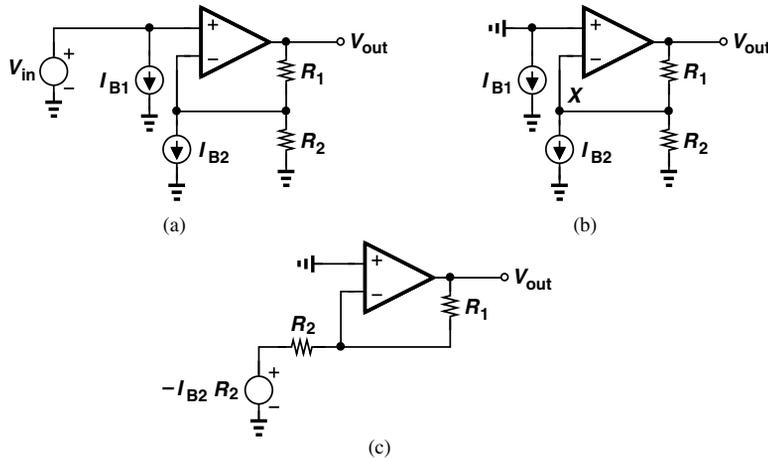 +
V_out
−
V_in
+
−
I_B1
R_1
I_B2
R_2
(a)
+
V_out
−
I_B1
X
R_1
I_B2
R_2
(b)
+
V_out
−
R_1
R_2
−I_B2 R_2
+
−
(c)